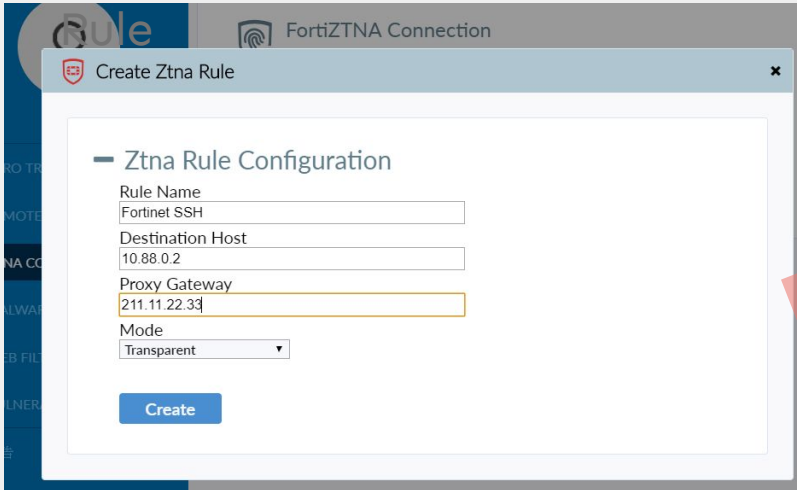 Rule
FortiZTNA Connection
Create Ztna Rule
Ztna Rule Configuration
Rule Name
Fortinet SSH
Destination Host
10.88.0.2
Proxy Gateway
211.11.22.33
Mode
Transparent
Create